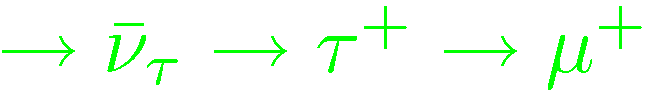 → ν̄_τ → τ⁺ → μ⁺